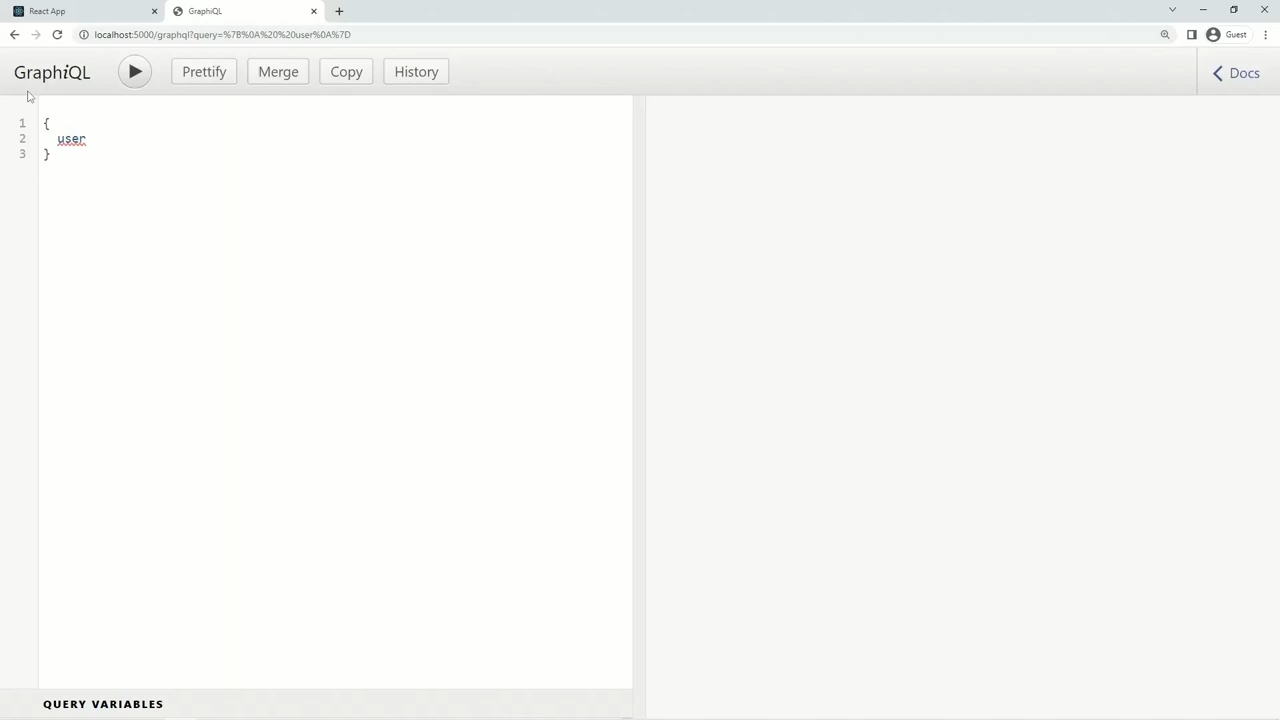 React App
GraphiQL
localhost:5000/graphql?query=%7B%0A%20%20user%0A%7D
Guest
GraphiQL
Prettify
Merge
Copy
History
Docs
1 {
2 user
3 }
QUERY VARIABLES